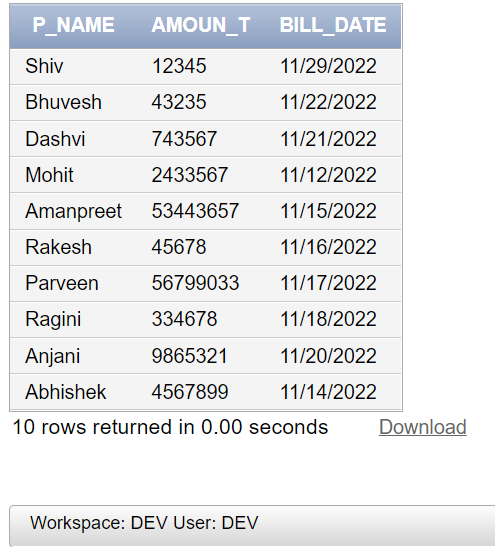 P_NAME AMOUN_T BILL_DATE
Shiv 12345 11/29/2022
Bhuvesh 43235 11/22/2022
Dashvi 743567 11/21/2022
Mohit 2433567 11/12/2022
Amanpreet 53443657 11/15/2022
Rakesh 45678 11/16/2022
Parveen 56799033 11/17/2022
Ragini 334678 11/18/2022
Anjani 9865321 11/20/2022
Abhishek 4567899 11/14/2022
10 rows returned in 0.00 seconds Download
Workspace: DEV User: DEV